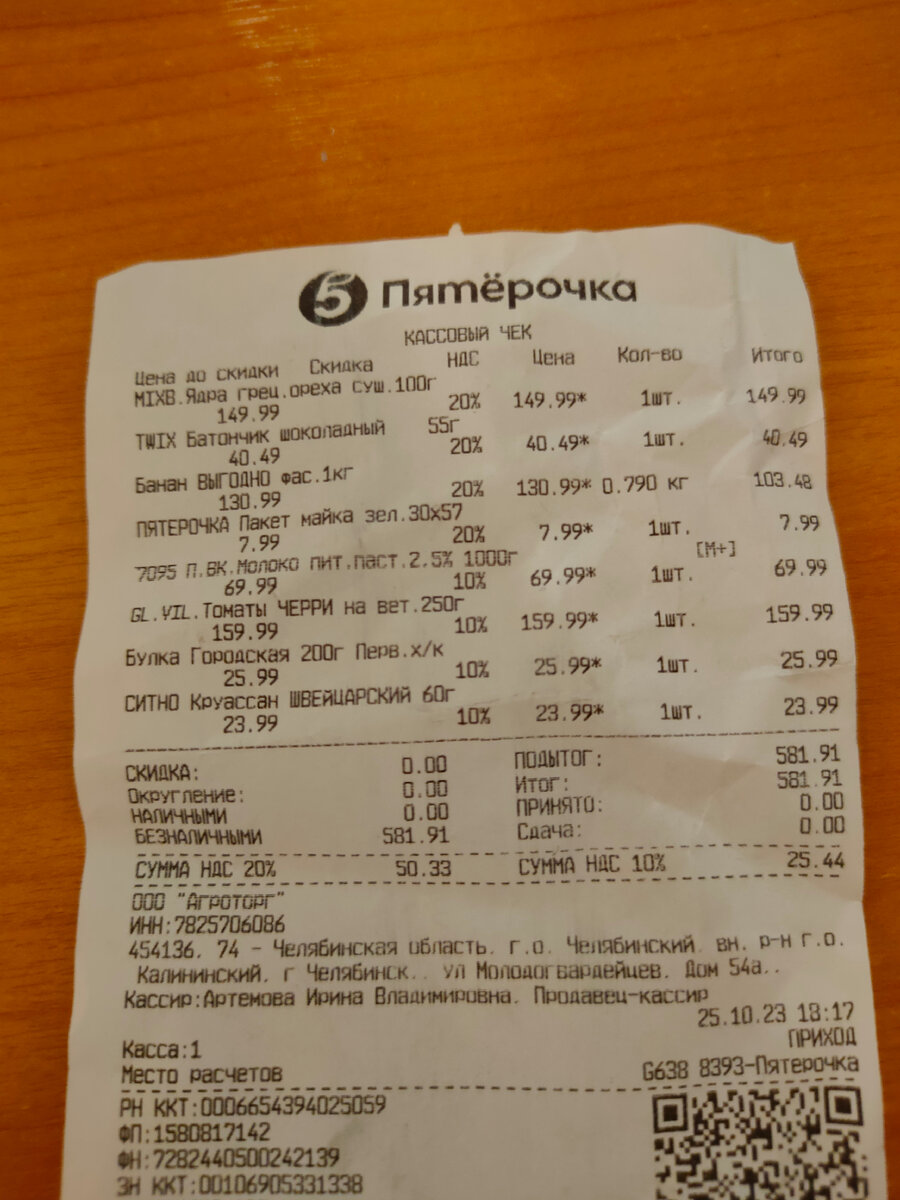 5 Пятёрочка
КАССОВЫЙ ЧЕК
Цена до скидки Скидка НДС Цена Кол-во Итого
MIXB.Ядра грец.ореха суш.100г
149.99 20% 149.99* 1шт. 149.99
TWIX Батончик шоколадный 55г
40.49 20% 40.49* 1шт. 40.49
Банан ВЫГОДНО фас.1кг
130.99 20% 130.99* 0.790 кг 103.48
ПЯТЕРОЧКА Пакет майка зел.30х57
7.99 20% 7.99* 1шт. 7.99
7095 П.ВК.Молоко пит.паст.2.5% 1000г [М+]
69.99 10% 69.99* 1шт. 69.99
GL.VIL.Томаты ЧЕРРИ на вет.250г
159.99 10% 159.99* 1шт. 159.99
Булка Городская 200г Перв.х/к
25.99 10% 25.99* 1шт. 25.99
СИТНО Круассан ШВЕЙЦАРСКИЙ 60г
23.99 10% 23.99* 1шт. 23.99
СКИДКА: 0.00 ПОДЫТОГ: 581.91
Округление: 0.00 Итог: 581.91
НАЛИЧНЫМИ 0.00 ПРИНЯТО: 0.00
БЕЗНАЛИЧНЫМИ 581.91 Сдача: 0.00
СУММА НДС 20% 50.33 СУММА НДС 10% 25.44
ООО "АГРОТОРГ"
ИНН:7825706086
454136, 74 - Челябинская область, г.о. Челябинский, вн. р-н г.о.
Калининский, г Челябинск,, ул Молодогвардейцев, Дом 54а,,
Кассир:Артемова Ирина Владимировна, Продавец-кассир
25.10.23 18:17
Касса:1 ПРИХОД
Место расчетов G638 8393-Пятерочка
РН ККТ:0006654394025059
ФП:1580817142
ФН:7282440500242139
ЗН ККТ:00106905331338